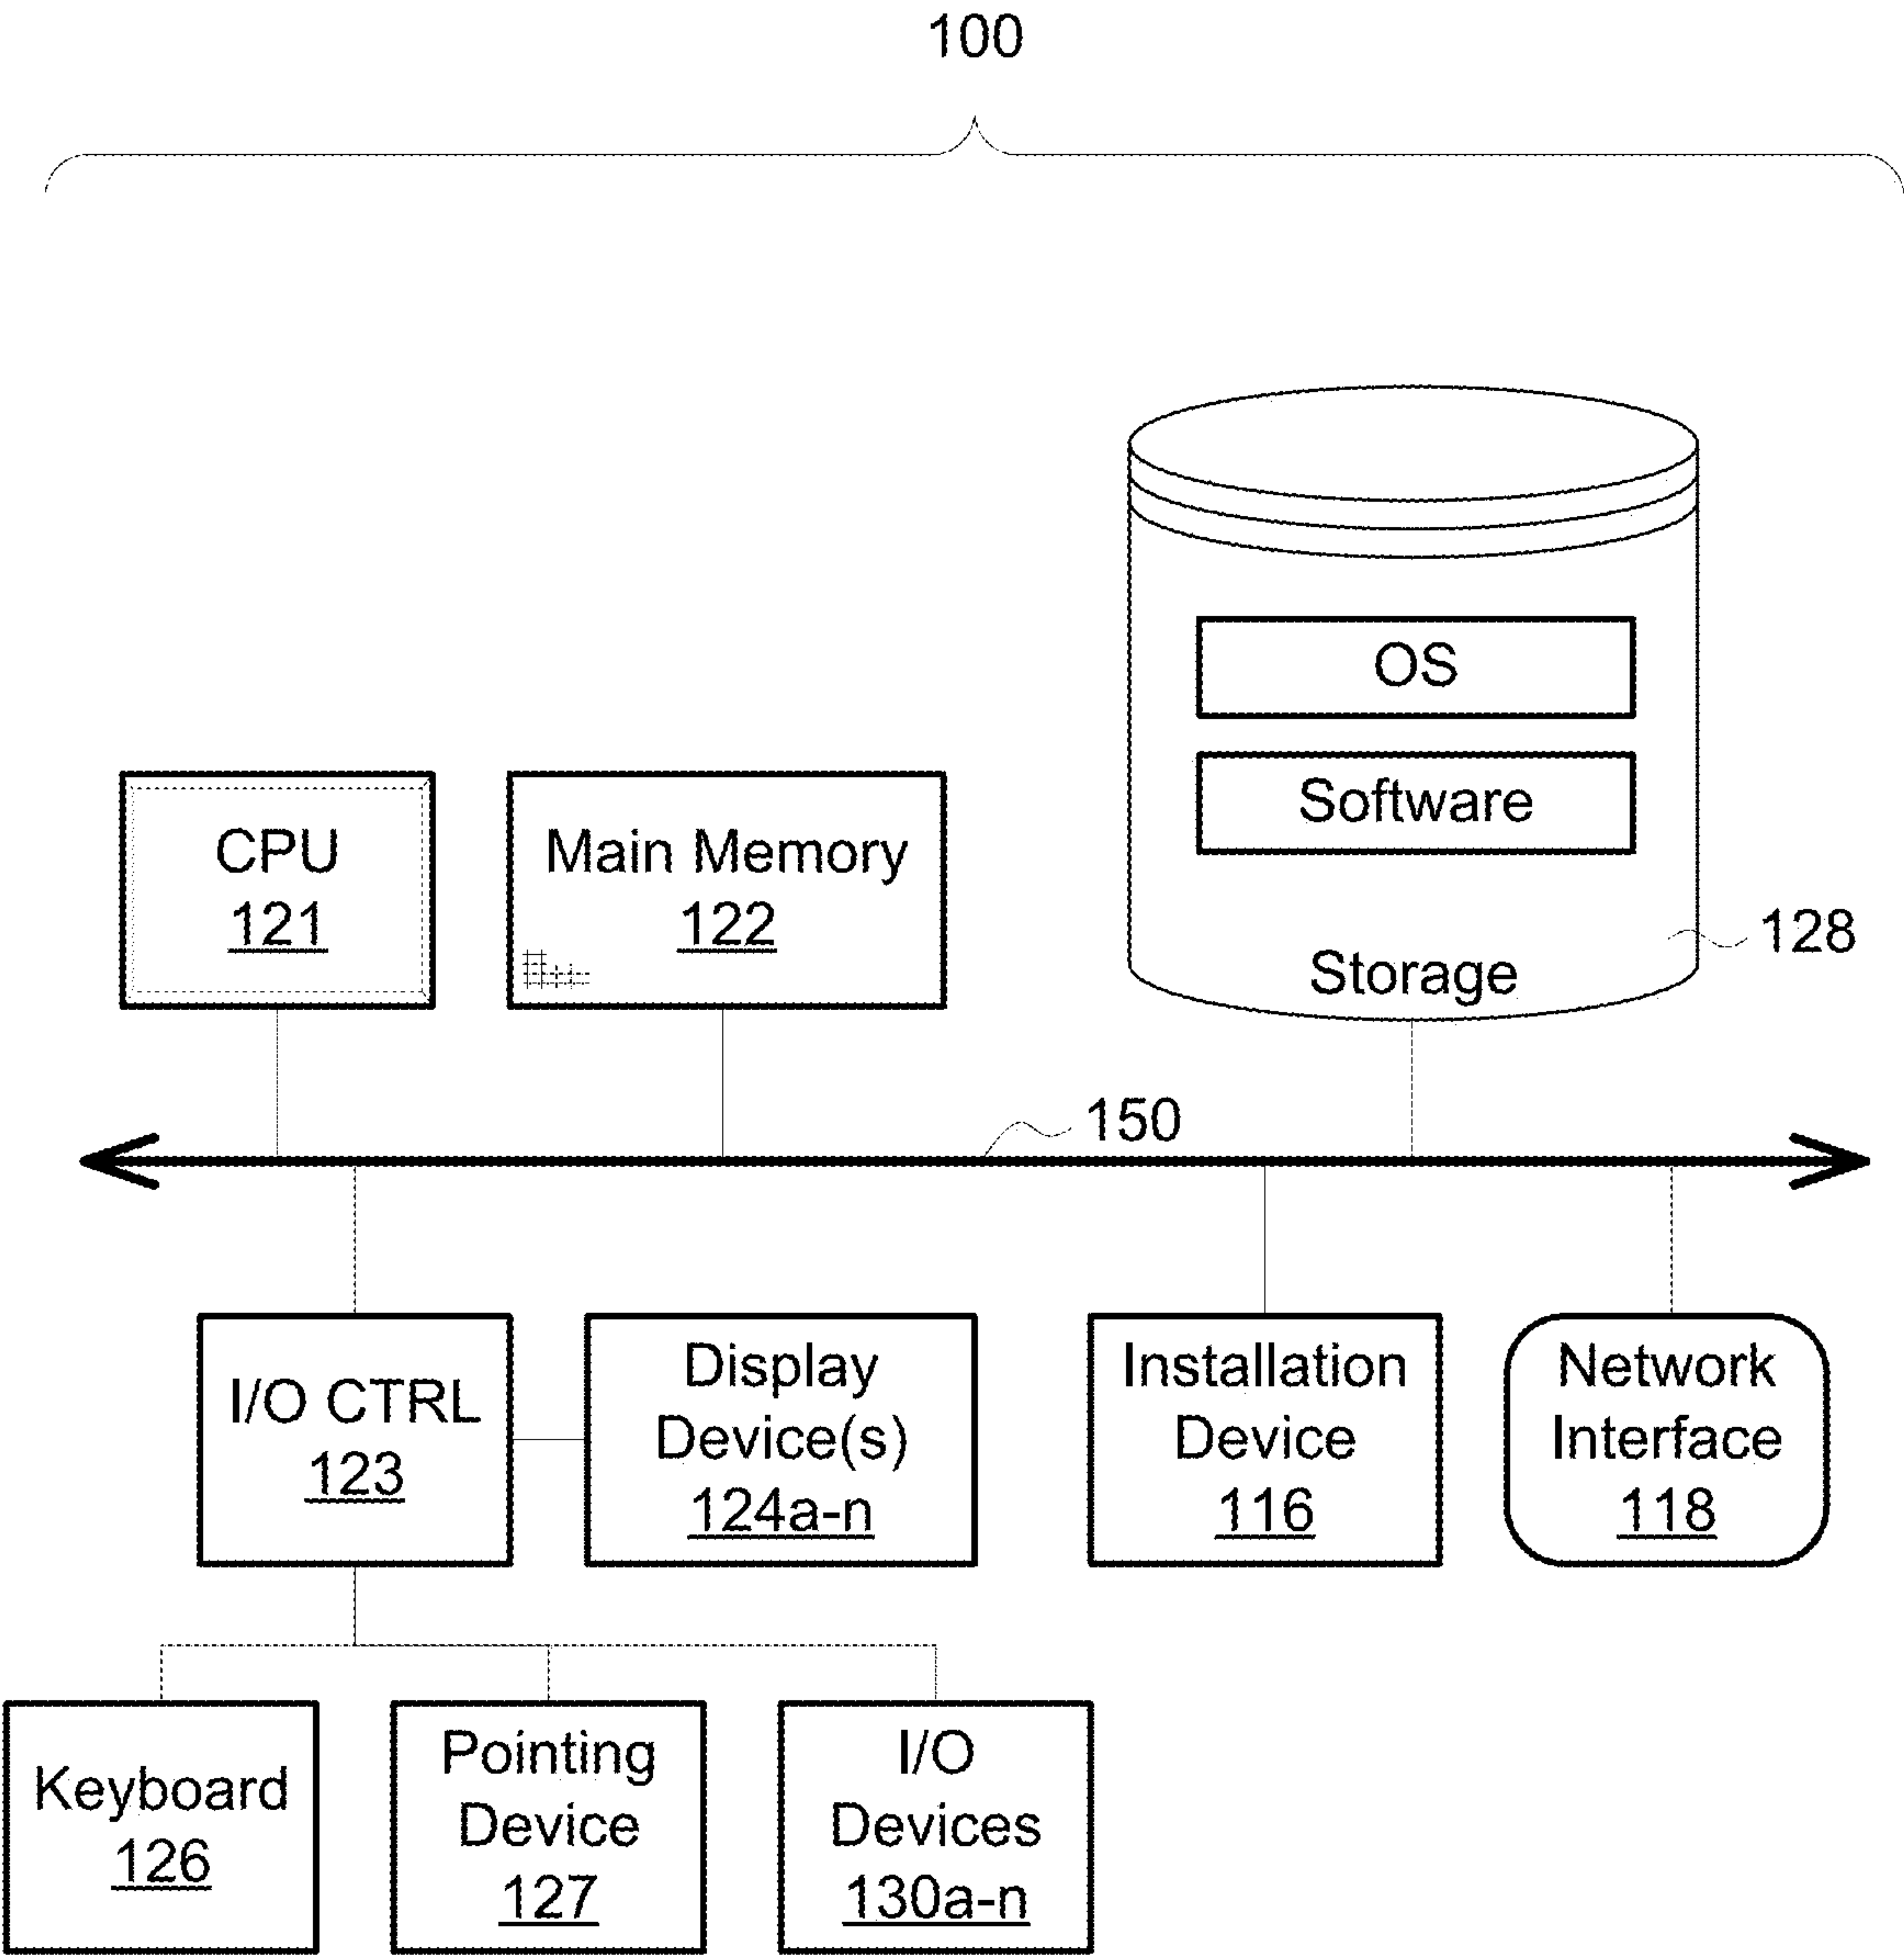 100
OS
Software
CPU
121
Main Memory
122
128
Storage
150
I/O CTRL
123
Display
Device(s)
124a-n
Installation
Device
116
Network
Interface
118
Keyboard
126
Pointing
Device
127
I/O
Devices
130a-n